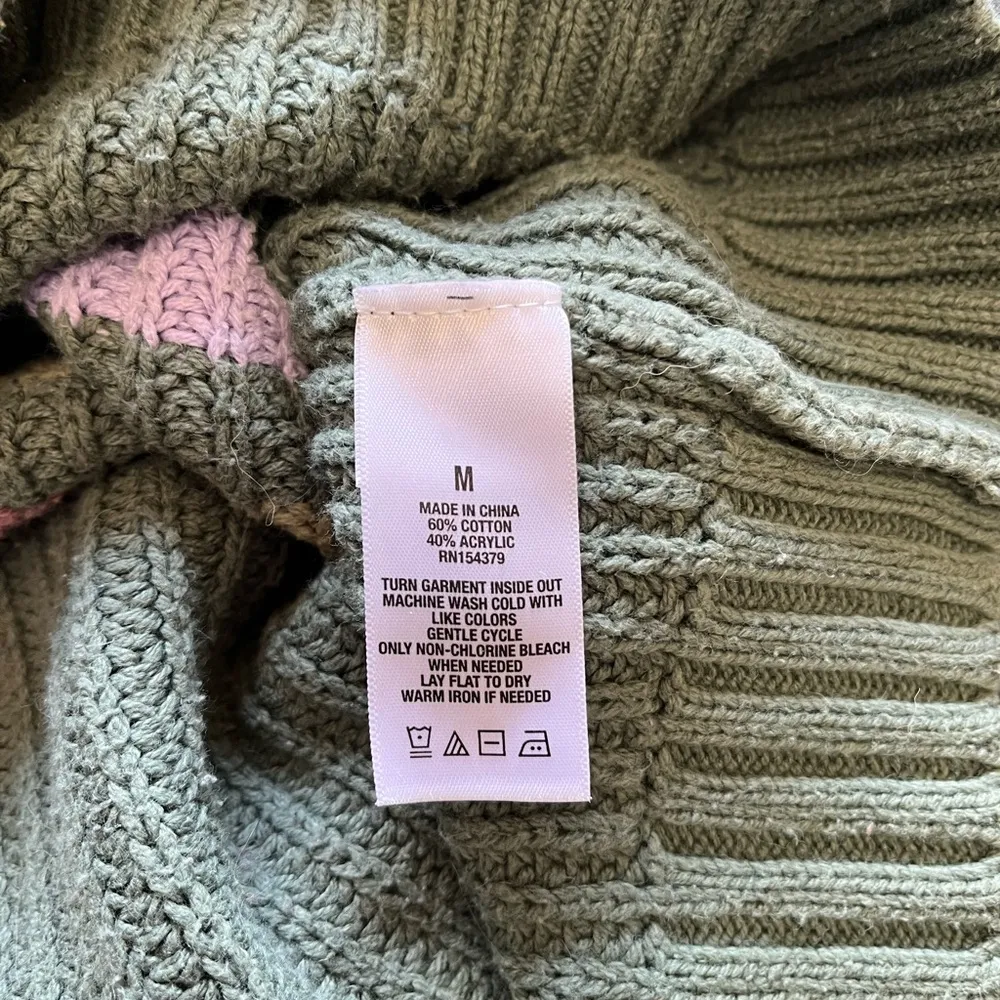 M
MADE IN CHINA
60% COTTON
40% ACRYLIC
RN154379
TURN GARMENT INSIDE OUT
MACHINE WASH COLD WITH
LIKE COLORS
GENTLE CYCLE
ONLY NON-CHLORINE BLEACH
WHEN NEEDED
LAY FLAT TO DRY
WARM IRON IF NEEDED